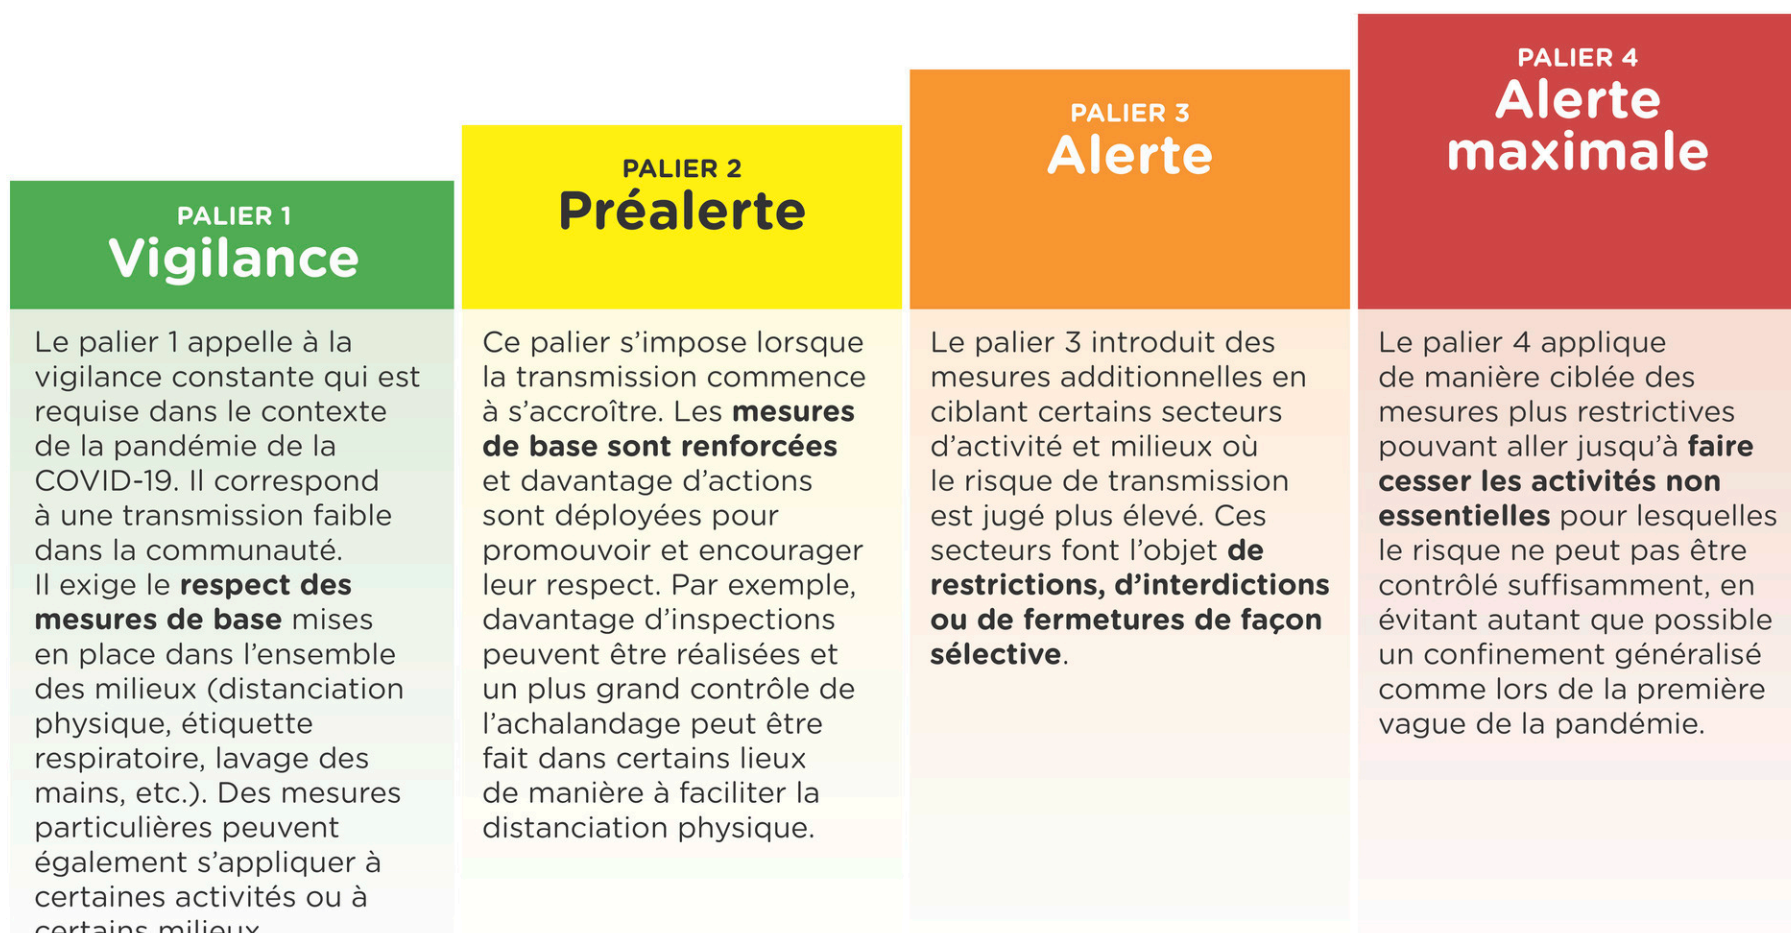 PALIER 1
Vigilance
Le palier 1 appelle à la
vigilance constante qui est
requise dans le contexte
de la pandémie de la
COVID-19. Il correspond
à une transmission faible
dans la communauté.
Il exige le respect des
mesures de base mises
en place dans l’ensemble
des milieux (distanciation
physique, étiquette
respiratoire, lavage des
mains, etc.). Des mesures
particulières peuvent
également s’appliquer à
certaines activités ou à
certains milieux
PALIER 2
Préalerte
Ce palier s’impose lorsque
la transmission commence
à s’accroître. Les mesures
de base sont renforcées
et davantage d’actions
sont déployées pour
promouvoir et encourager
leur respect. Par exemple,
davantage d’inspections
peuvent être réalisées et
un plus grand contrôle de
l’achalandage peut être
fait dans certains lieux
de manière à faciliter la
distanciation physique.
PALIER 3
Alerte
Le palier 3 introduit des
mesures additionnelles en
ciblant certains secteurs
d’activité et milieux où
le risque de transmission
est jugé plus élevé. Ces
secteurs font l’objet de
restrictions, d’interdictions
ou de fermetures de façon
sélective.
PALIER 4
Alerte
maximale
Le palier 4 applique
de manière ciblée des
mesures plus restrictives
pouvant aller jusqu’à faire
cesser les activités non
essentielles pour lesquelles
le risque ne peut pas être
contrôlé suffisamment, en
évitant autant que possible
un confinement généralisé
comme lors de la première
vague de la pandémie.